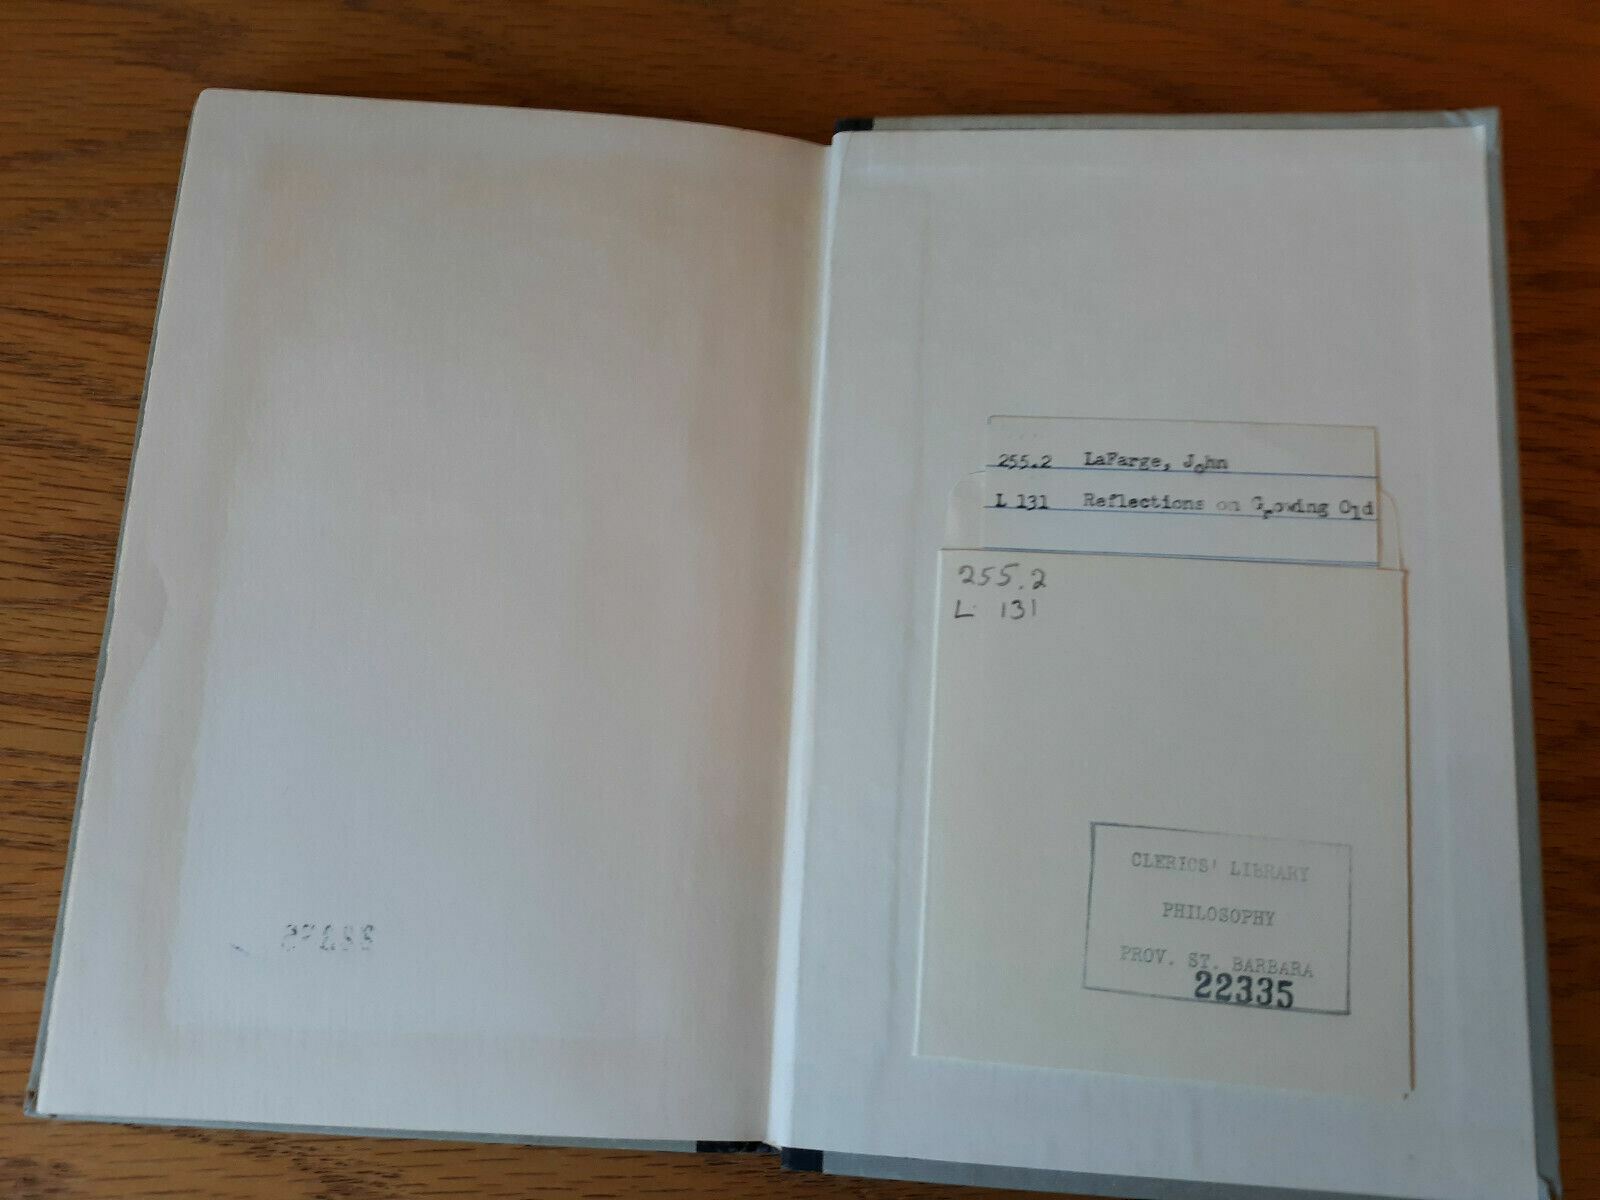 255.2 LaFarge, John
L 131 Reflections on Growing Old
255.2
L 131
CLERICS' LIBRARY
PHILOSOPHY
PROV. ST. BARBARA
22335